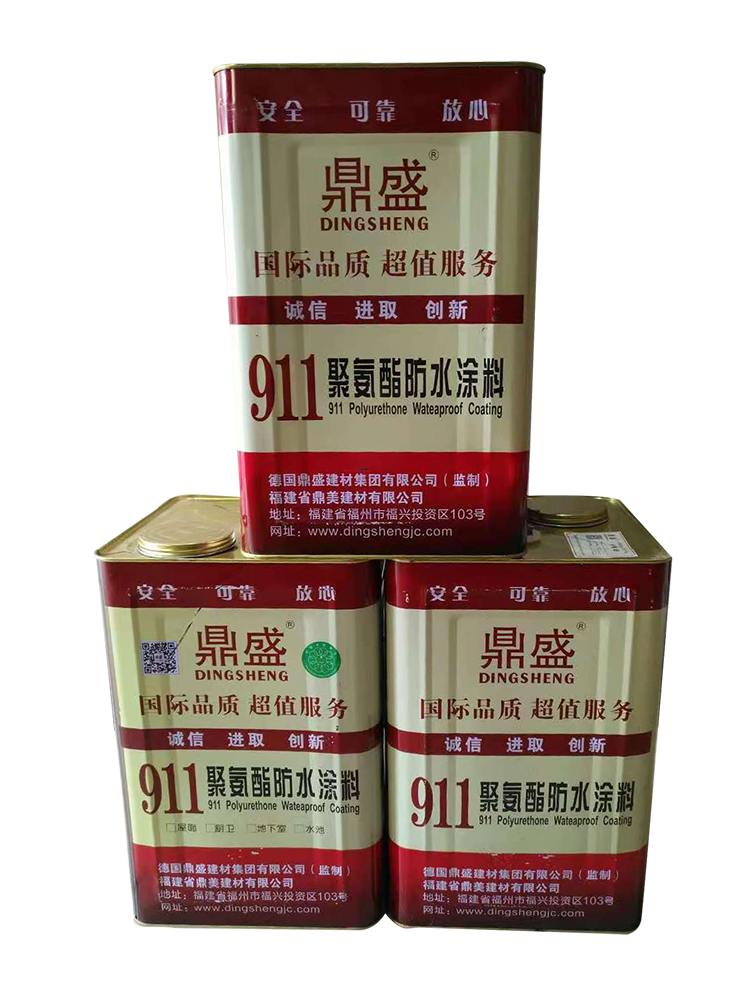 安全 可靠 放心
鼎盛®
DINGSHENG
国际品质 超值服务
诚信 进取 创新
911 聚氨酯防水涂料
911 Polyurethone Wateaproof Coating
德国鼎盛建材集团有限公司（监制）
福建省鼎美建材有限公司
地址：福建省福州市福兴投资区103号
网址：www.dingshengjc.com
安全 可靠 放心
鼎盛®
DINGSHENG
国际品质 超值服务
诚信 进取 创新
911 聚氨酯防水涂料
911 Polyurethone Wateaproof Coating
□屋面 □厨卫 □地下室 □水池
德国鼎盛建材集团有限公司（监制）
福建省鼎美建材有限公司
地址：福建省福州市福兴投资区103号
网址：www.dingshengjc.com
安全 可靠 放心
鼎盛®
DINGSHENG
国际品质 超值服务
诚信 进取 创新
911 聚氨酯防水涂料
911 Polyurethone Wateaproof Coating
德国鼎盛建材集团有限公司（监制）
福建省鼎美建材有限公司
地址：福建省福州市福兴投资区103号
网址：www.dingshengjc.com